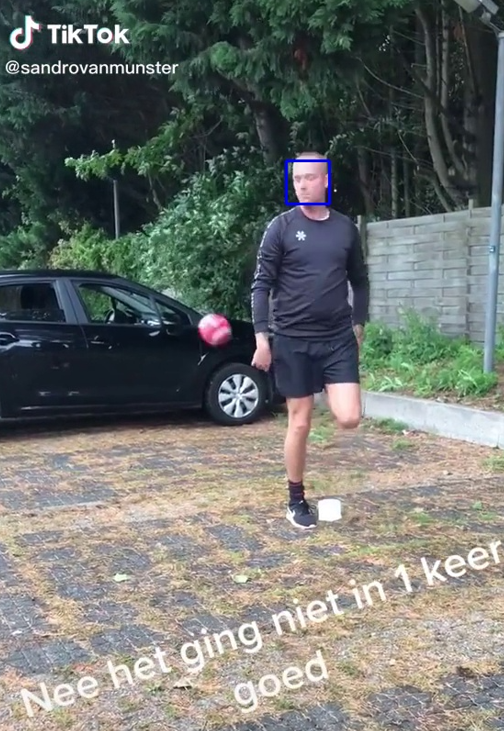 TikTok
@sandrovanmunster
Nee het ging niet in 1 keer
goed